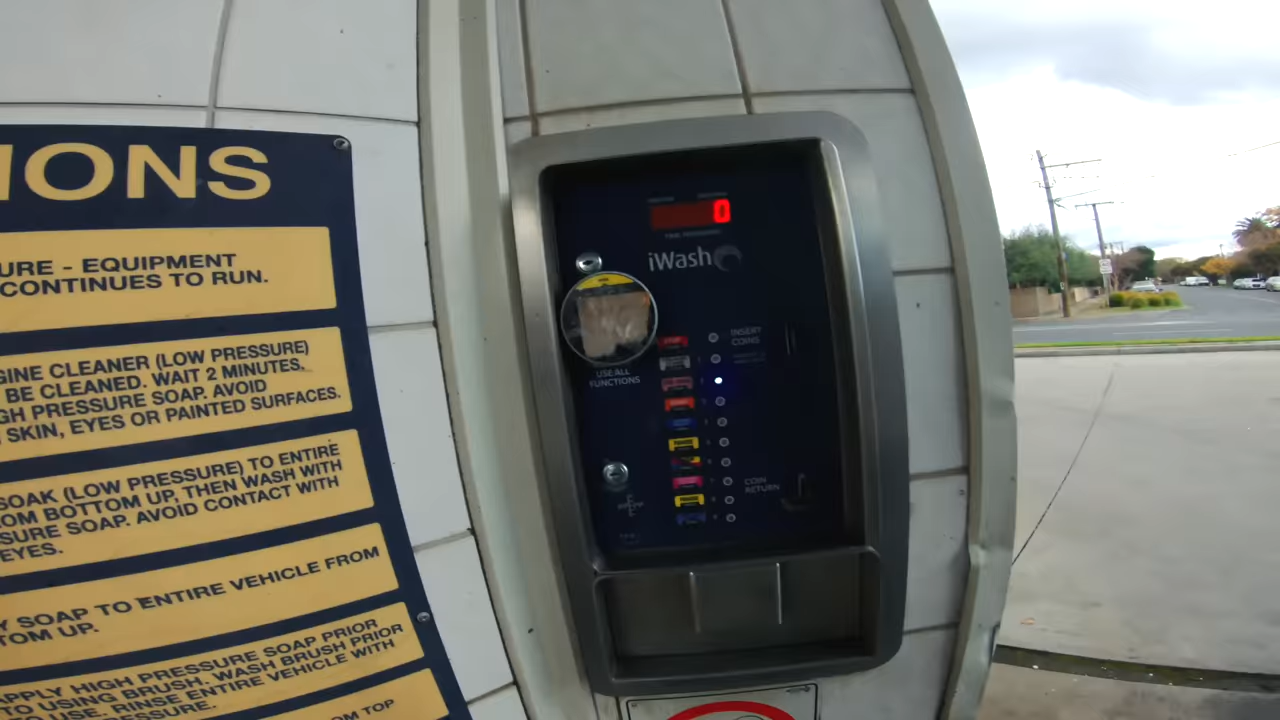 IONS
URE - EQUIPMENT
CONTINUES TO RUN.
GINE CLEANER (LOW PRESSURE)
BE CLEANED. WAIT 2 MINUTES,
GH PRESSURE SOAP. AVOID
SKIN, EYES OR PAINTED SURFACES.
SOAK (LOW PRESSURE) TO ENTIRE
OM BOTTOM UP, THEN WASH WITH
SURE SOAP. AVOID CONTACT WITH
EYES.
Y SOAP TO ENTIRE VEHICLE FROM
TOM UP.
APPLY HIGH PRESSURE SOAP PRIOR
TO USING BRUSH. WASH BRUSH PRIOR
TO USE. RINSE ENTIRE VEHICLE WITH
PRESSURE.
OM TOP
0
iWash
USE ALL
FUNCTIONS
STOP
INSERT
COINS
COIN
RETURN